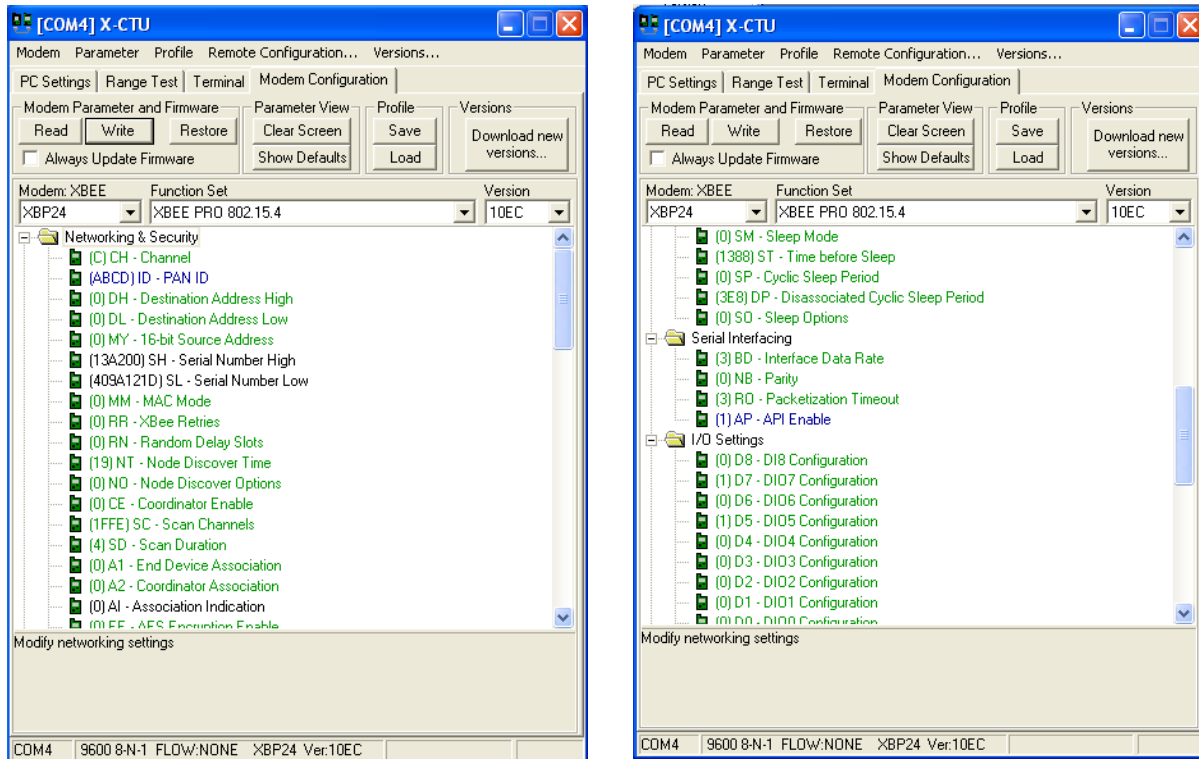 [COM4] X-CTU
Modem Parameter Profile Remote Configuration... Versions...
PC Settings Range Test Terminal Modem Configuration
Modem Parameter and Firmware Parameter View Profile Versions
Read Write Restore Clear Screen Save Download new versions...
Always Update Firmware Show Defaults Load
Modem: XBEE Function Set Version
XBP24 XBEE PRO 802.15.4 10EC
Networking & Security
(C) CH - Channel
(ABCD) ID - PAN ID
(0) DH - Destination Address High
(0) DL - Destination Address Low
(0) MY - 16-bit Source Address
(13A200) SH - Serial Number High
(409A121D) SL - Serial Number Low
(0) MM - MAC Mode
(0) RR - XBee Retries
(0) RN - Random Delay Slots
(19) NT - Node Discover Time
(0) NO - Node Discover Options
(0) CE - Coordinator Enable
(1FFE) SC - Scan Channels
(4) SD - Scan Duration
(0) A1 - End Device Association
(0) A2 - Coordinator Association
(0) AI - Association Indication
(0) EE - AES Encryption Enable
Modify networking settings
COM4 9600 8-N-1 FLOW:NONE XBP24 Ver:10EC
[COM4] X-CTU
Modem Parameter Profile Remote Configuration... Versions...
PC Settings Range Test Terminal Modem Configuration
Modem Parameter and Firmware Parameter View Profile Versions
Read Write Restore Clear Screen Save Download new versions...
Always Update Firmware Show Defaults Load
Modem: XBEE Function Set Version
XBP24 XBEE PRO 802.15.4 10EC
(0) SM - Sleep Mode
(1388) ST - Time before Sleep
(0) SP - Cyclic Sleep Period
(3E8) DP - Disassociated Cyclic Sleep Period
(0) SO - Sleep Options
Serial Interfacing
(3) BD - Interface Data Rate
(0) NB - Parity
(3) RO - Packetization Timeout
(1) AP - API Enable
I/O Settings
(0) D8 - DI8 Configuration
(1) D7 - DIO7 Configuration
(0) D6 - DIO6 Configuration
(1) D5 - DIO5 Configuration
(0) D4 - DIO4 Configuration
(0) D3 - DIO3 Configuration
(0) D2 - DIO2 Configuration
(0) D1 - DIO1 Configuration
(0) D0 - DIO0 Configuration
Modify networking settings
COM4 9600 8-N-1 FLOW:NONE XBP24 Ver:10EC